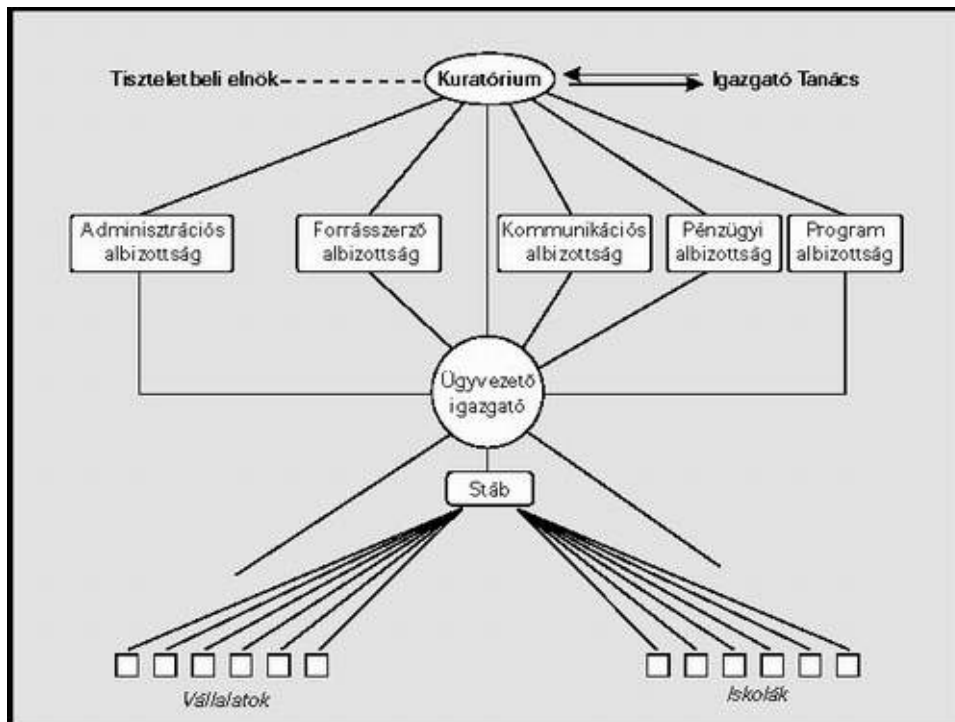 Tiszteletbeli elnök
Kuratórium
Igazgató Tanács
Adminisztrációs
albizottság
Forrásszerző
albizottság
Kommunikációs
albizottság
Pénzügyi
albizottság
Program
albizottság
Ügyvezető
igazgató
Stáb
Vállalatok
Iskolák